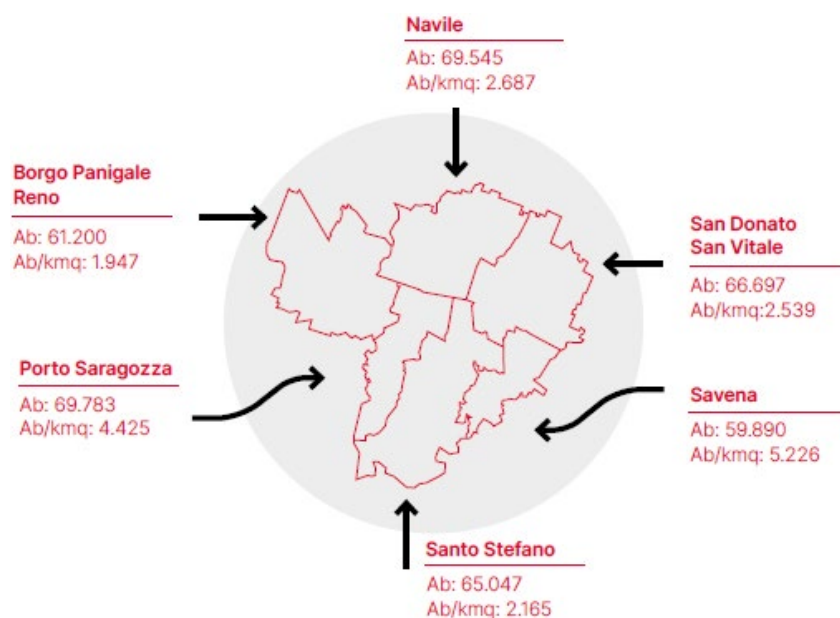 Navile
Ab: 69.545
Ab/kmq: 2.687
Borgo Panigale
Reno
Ab: 61.200
Ab/kmq: 1.947
San Donato
San Vitale
Ab: 66.697
Ab/kmq:2.539
Porto Saragozza
Ab: 69.783
Ab/kmq: 4.425
Savena
Ab: 59.890
Ab/kmq: 5.226
Santo Stefano
Ab: 65.047
Ab/kmq: 2.165